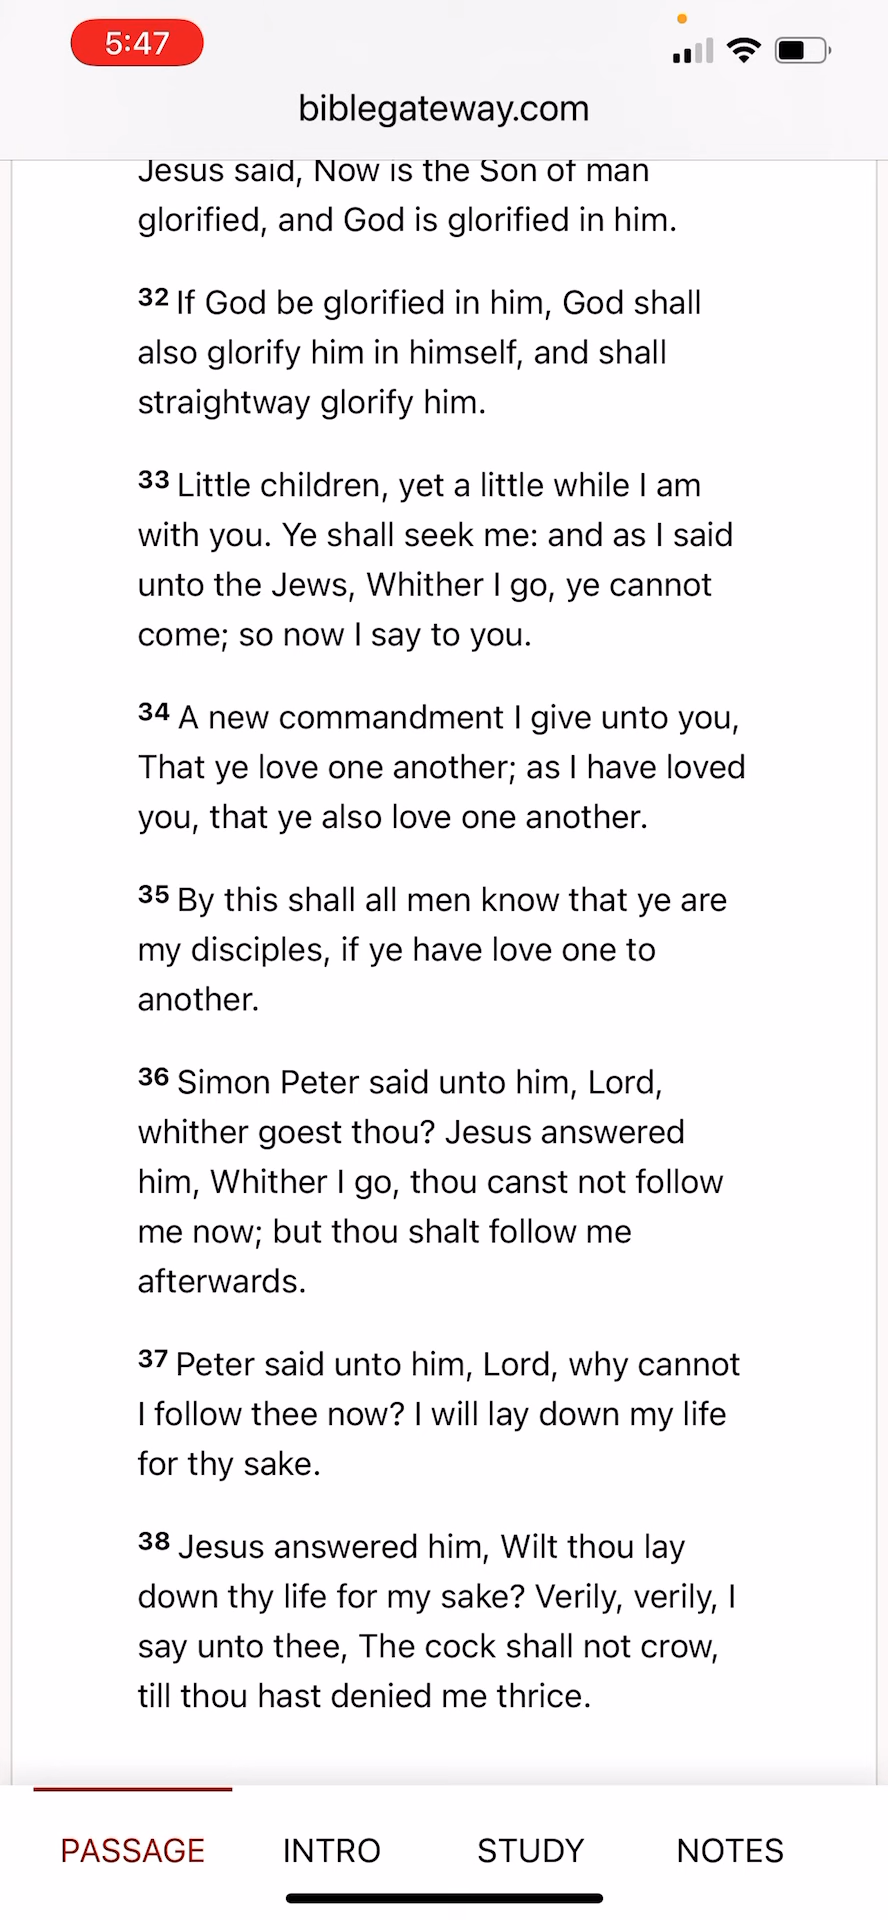 5:47
biblegateway.com
Jesus said, Now is the Son of man
glorified, and God is glorified in him.
32 If God be glorified in him, God shall
also glorify him in himself, and shall
straightway glorify him.
33 Little children, yet a little while I am
with you. Ye shall seek me: and as I said
unto the Jews, Whither I go, ye cannot
come; so now I say to you.
34 A new commandment I give unto you,
That ye love one another; as I have loved
you, that ye also love one another.
35 By this shall all men know that ye are
my disciples, if ye have love one to
another.
36 Simon Peter said unto him, Lord,
whither goest thou? Jesus answered
him, Whither I go, thou canst not follow
me now; but thou shalt follow me
afterwards.
37 Peter said unto him, Lord, why cannot
I follow thee now? I will lay down my life
for thy sake.
38 Jesus answered him, Wilt thou lay
down thy life for my sake? Verily, verily, I
say unto thee, The cock shall not crow,
till thou hast denied me thrice.
PASSAGE INTRO STUDY NOTES